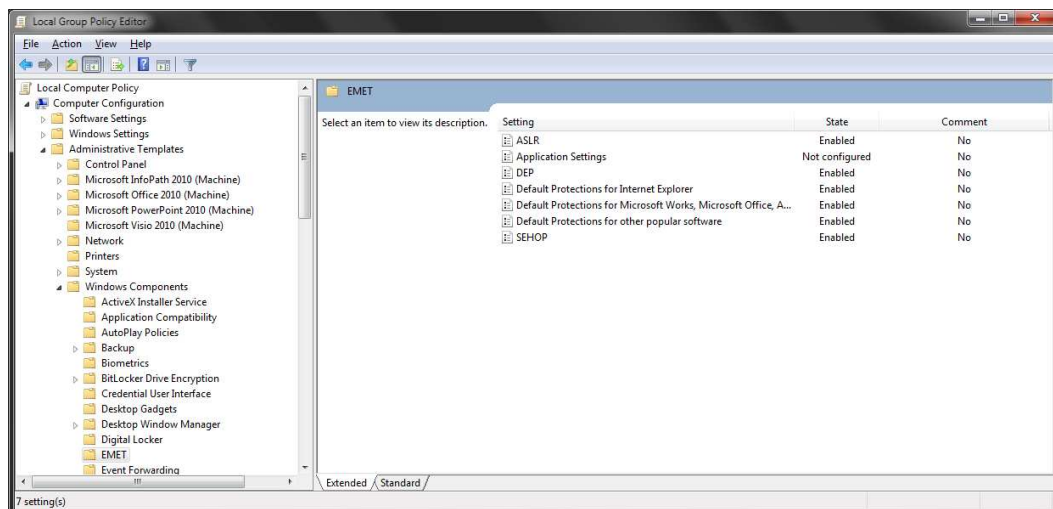 Local Group Policy Editor
File Action View Help
Local Computer Policy
Computer Configuration
Software Settings
Windows Settings
Administrative Templates
Control Panel
Microsoft InfoPath 2010 (Machine)
Microsoft Office 2010 (Machine)
Microsoft PowerPoint 2010 (Machine)
Microsoft Visio 2010 (Machine)
Network
Printers
System
Windows Components
ActiveX Installer Service
Application Compatibility
AutoPlay Policies
Backup
Biometrics
BitLocker Drive Encryption
Credential User Interface
Desktop Gadgets
Desktop Window Manager
Digital Locker
EMET
Event Forwarding
EMET
Select an item to view its description.
Setting State Comment
ASLR Enabled No
Application Settings Not configured No
DEP Enabled No
Default Protections for Internet Explorer Enabled No
Default Protections for Microsoft Works, Microsoft Office, A... Enabled No
Default Protections for other popular software Enabled No
SEHOP Enabled No
Extended Standard
7 setting(s)